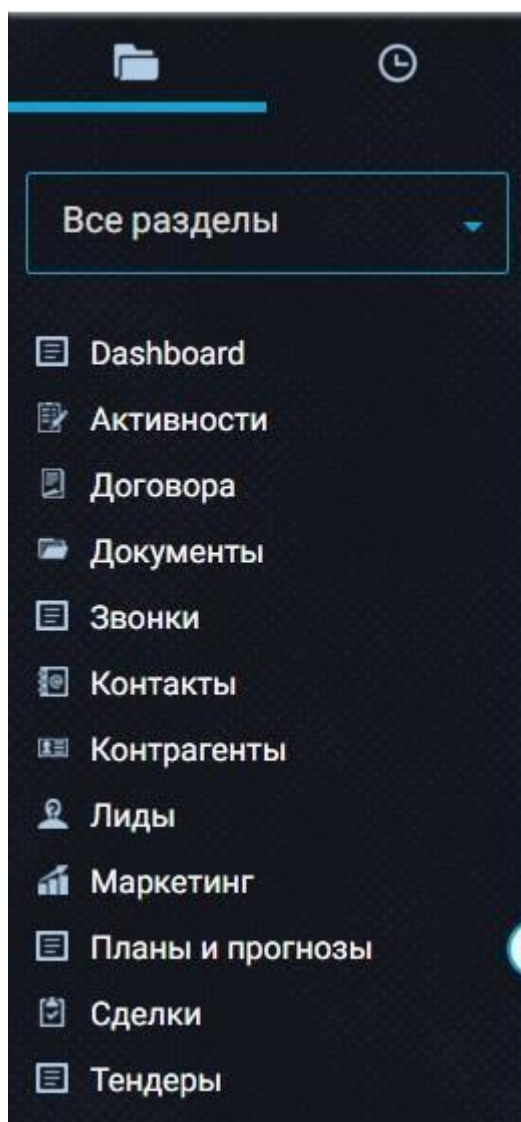 Все разделы
Dashboard
Активности
Договора
Документы
Звонки
Контакты
Контрагенты
Лиды
Маркетинг
Планы и прогнозы
Сделки
Тендеры